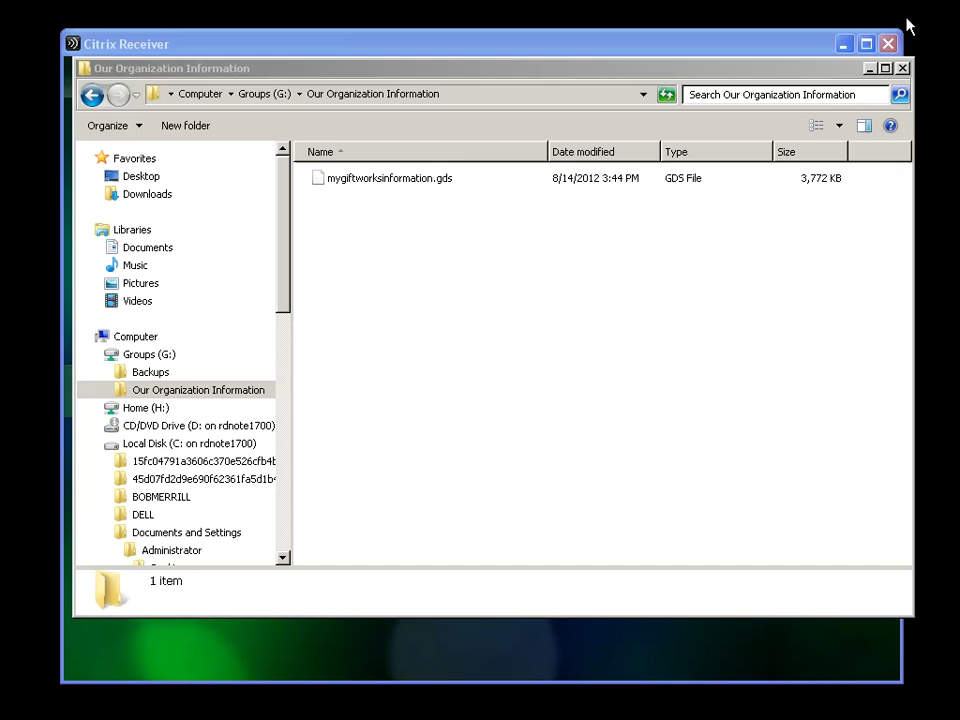 Citrix Receiver
Our Organization Information
Computer Groups (G:) Our Organization Information
Search Our Organization Information
Organize New folder
Name Date modified Type Size
mygiftworksinformation.gds 8/14/2012 3:44 PM GDS File 3,772 KB
Favorites
Desktop
Downloads
Libraries
Documents
Music
Pictures
Videos
Computer
Groups (G:)
Backups
Our Organization Information
Home (H:)
CD/DVD Drive (D: on rdnote1700)
Local Disk (C: on rdnote1700)
15fc04791a3606c370e526cfb4b
45d07fd2d9e690f62361fa5d1b4
BOBMERRILL
DELL
Documents and Settings
Administrator
1 item